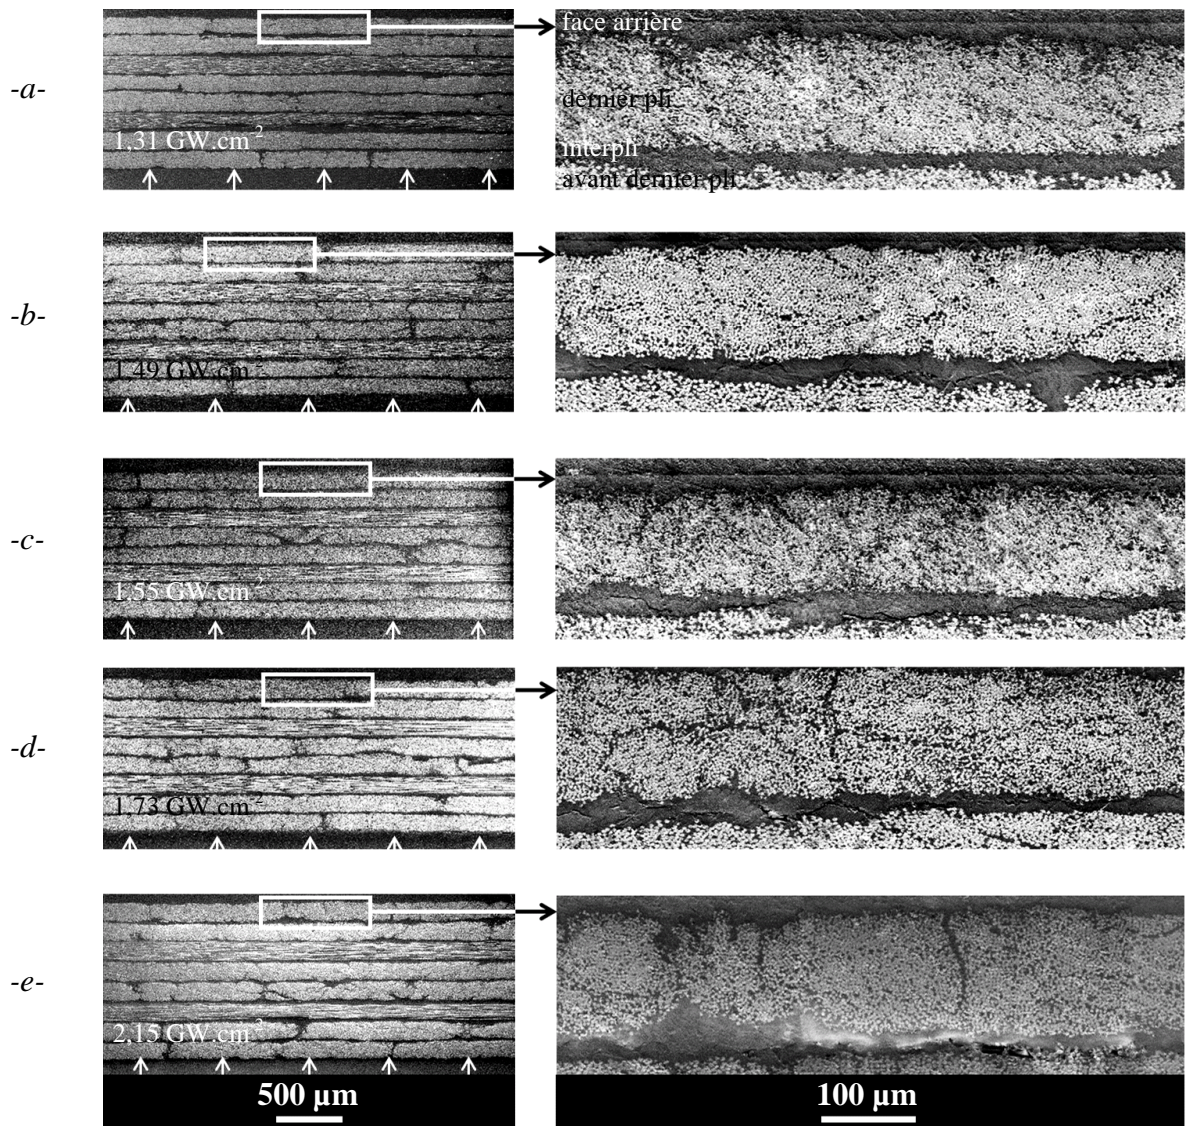 -a-
1,31 GW.cm-2
face arrière
dernier pli
interpli
avant dernier pli
-b-
1,49 GW.cm-2
-c-
1,55 GW.cm-2
-d-
1,73 GW.cm-2
-e-
2,15 GW.cm-2
500 µm
100 µm